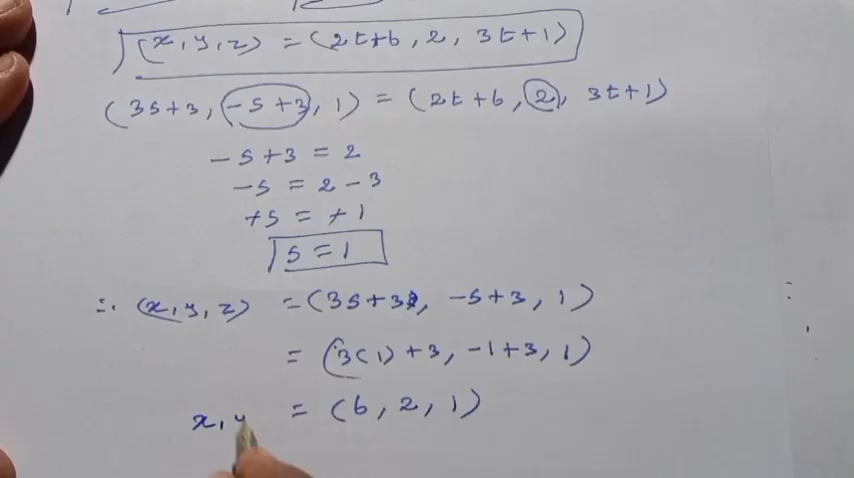 (x, y, z) = (2t+6, 2, 3t+1)
(3s+3, -s+3, 1) = (2t+6, 2, 3t+1)
-s+3 = 2
-s = 2-3
+s = +1
s = 1
∴ (x, y, z) = (3s+3, -s+3, 1)
= (3(1)+3, -1+3, 1)
x, y = (6, 2, 1)